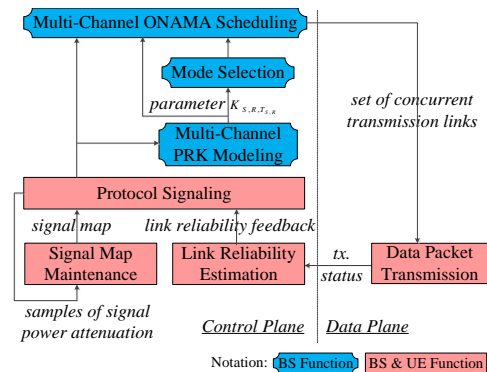 Multi-Channel ONAMA Scheduling
Mode Selection
parameter K S,R,T S,R
set of concurrent
transmission links
Multi-Channel
PRK Modeling
Protocol Signaling
signal map
link reliability feedback
Signal Map
Maintenance
Link Reliability
Estimation
tx.
status
Data Packet
Transmission
samples of signal
power attenuation
Control Plane
Data Plane
Notation: BS Function BS & UE Function